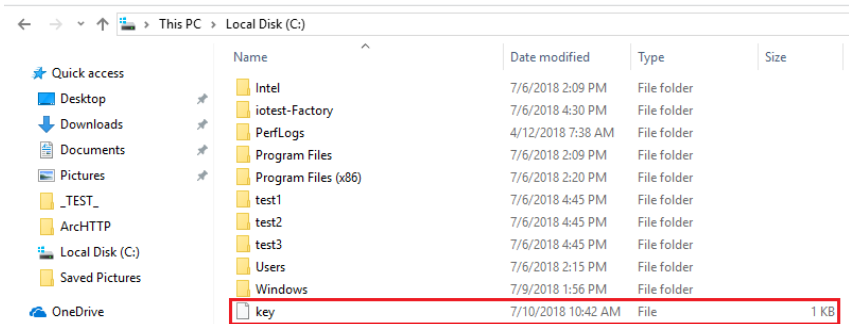 This PC > Local Disk (C:)
Name Date modified Type Size
Quick access
Desktop
Downloads
Documents
Pictures
_TEST_
ArcHTTP
Local Disk (C:)
Saved Pictures
OneDrive
Intel 7/6/2018 2:09 PM File folder
iotest-Factory 7/6/2018 4:30 PM File folder
PerfLogs 4/12/2018 7:38 AM File folder
Program Files 7/6/2018 2:09 PM File folder
Program Files (x86) 7/6/2018 2:20 PM File folder
test1 7/6/2018 4:45 PM File folder
test2 7/6/2018 4:45 PM File folder
test3 7/6/2018 4:45 PM File folder
Users 7/6/2018 2:15 PM File folder
Windows 7/9/2018 1:56 PM File folder
key 7/10/2018 10:42 AM File 1 KB